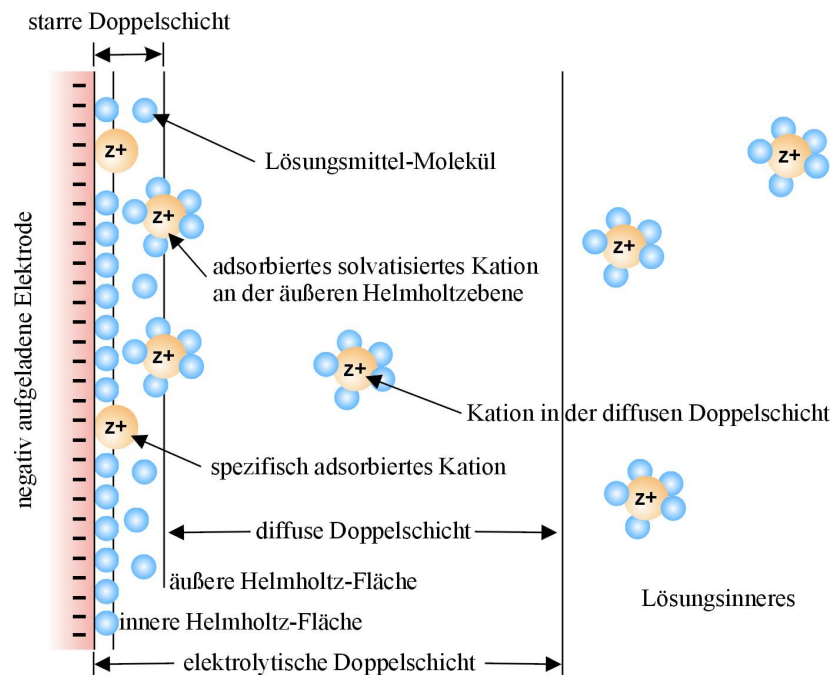 starre Doppelschicht
z+
Lösungsmittel-Molekül
z+
z+
z+
adsorbiertes solvatisiertes Kation
an der äußeren Helmholtzebene
negativ aufgeladene Elektrode
z+
z+
Kation in der diffusen Doppelschicht
z+
spezifisch adsorbiertes Kation
z+
diffuse Doppelschicht
äußere Helmholtz-Fläche
Lösungsinneres
innere Helmholtz-Fläche
elektrolytische Doppelschicht